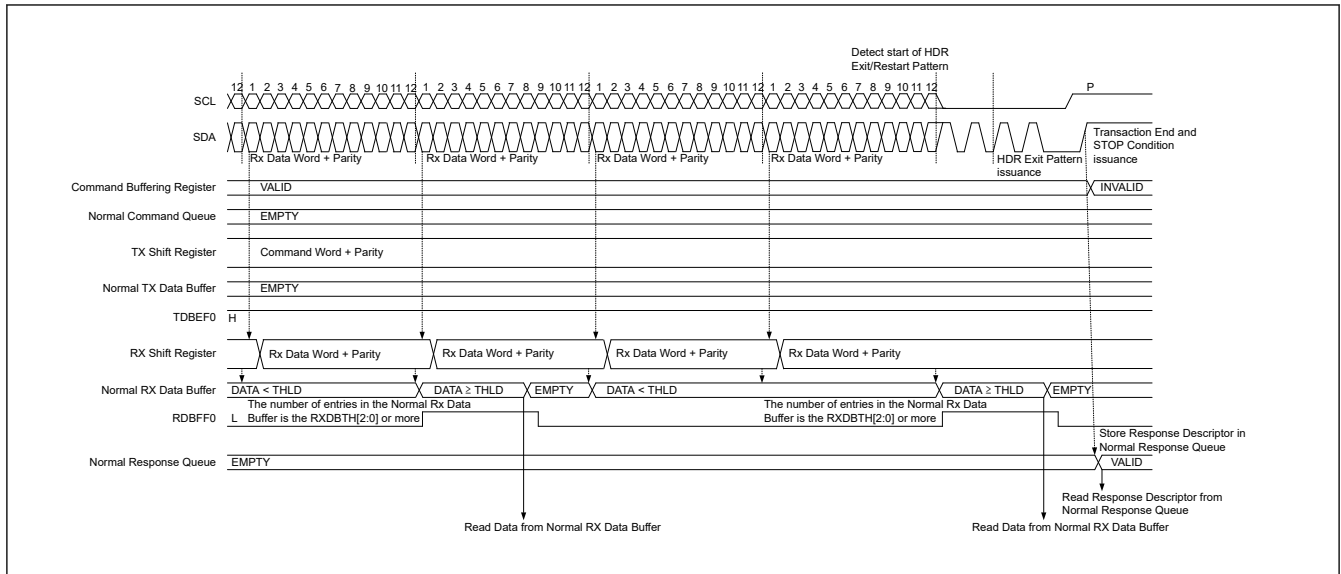 Detect start of HDR
Exit/Restart Pattern
12 1 2 3 4 5 6 7 8 9 10 11 12 1 2 3 4 5 6 7 8 9 10 11 12 1 2 3 4 5 6 7 8 9 10 11 12 1 2 3 4 5 6 7 8 9 10 11 12 P
SCL
SDA
Transaction End and
STOP Condition
issuance
Rx Data Word + Parity Rx Data Word + Parity Rx Data Word + Parity Rx Data Word + Parity
HDR Exit Pattern
issuance
Command Buffering Register VALID INVALID
Normal Command Queue EMPTY
TX Shift Register Command Word + Parity
Normal TX Data Buffer EMPTY
TDBEF0 H
RX Shift Register Rx Data Word + Parity Rx Data Word + Parity Rx Data Word + Parity Rx Data Word + Parity
Normal RX Data Buffer DATA < THLD DATA ≥ THLD EMPTY DATA < THLD DATA ≥ THLD EMPTY
The number of entries in the Normal Rx Data The number of entries in the Normal Rx Data
RDBFF0 L Buffer is the RXDBTH[2:0] or more Buffer is the RXDBTH[2:0] or more
Store Response Descriptor in
Normal Response Queue
Normal Response Queue EMPTY VALID
Read Response Descriptor from
Normal Response Queue
Read Data from Normal RX Data Buffer Read Data from Normal RX Data Buffer